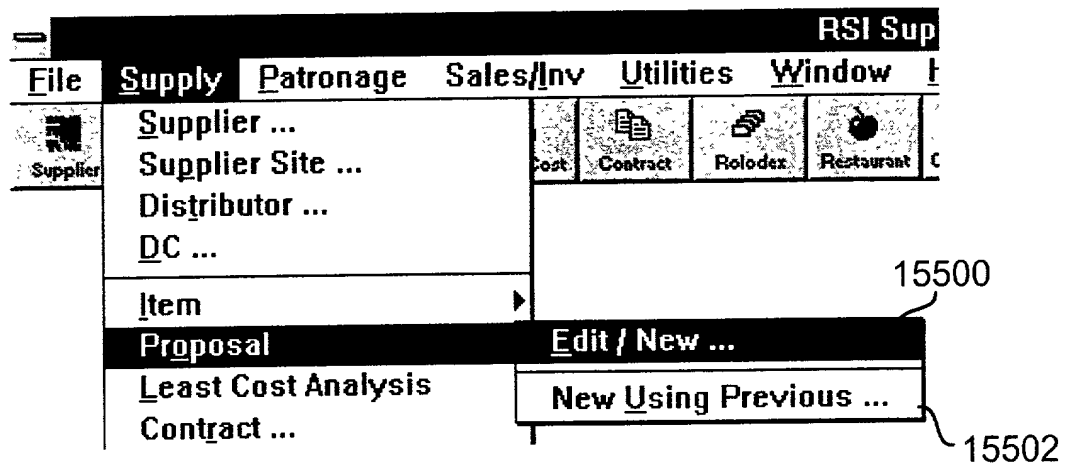 RSI Sup
File Supply Patronage Sales/Inv Utilities Window
Supplier Cost Contract Rolodex Restaurant
Supplier ...
Supplier Site ...
Distributor ...
DC ...
15500
Item
Proposal Edit / New ...
Least Cost Analysis New Using Previous ...
Contract ...
15502